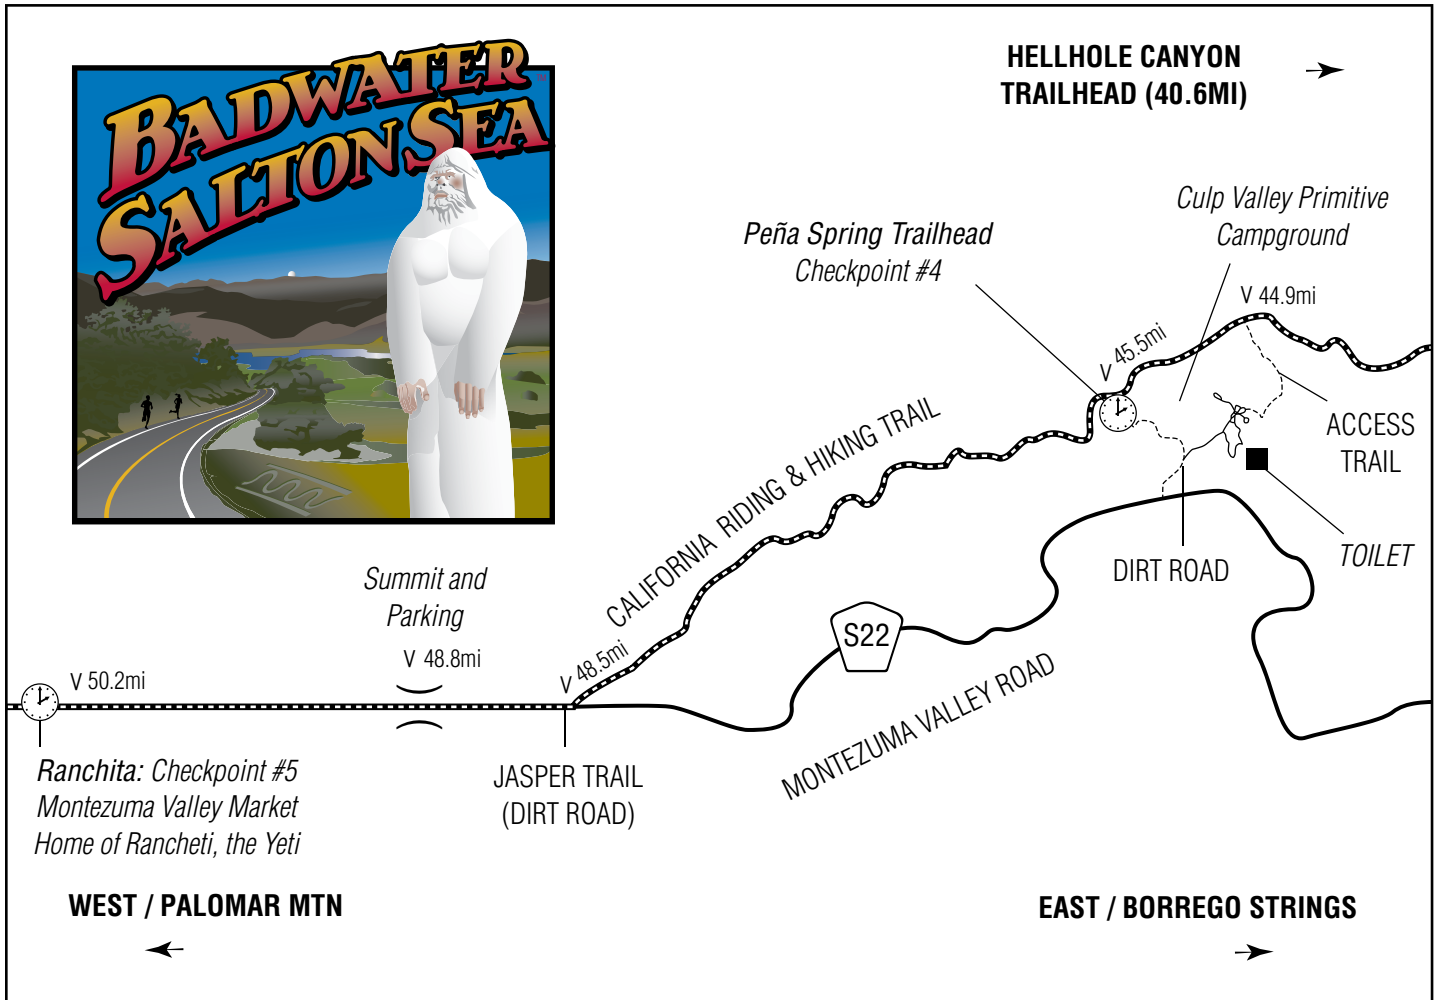 BADWATER
SALTON SEA
™
HELLHOLE CANYON
TRAILHEAD (40.6MI)
Culp Valley Primitive
Campground
Peña Spring Trailhead
Checkpoint #4
V 44.9mi
V 45.5mi
ACCESS
TRAIL
CALIFORNIA RIDING & HIKING TRAIL
TOILET
DIRT ROAD
Summit and
Parking
V 48.8mi
V 48.5mi
S22
V 50.2mi
MONTEZUMA VALLEY ROAD
Ranchita: Checkpoint #5
Montezuma Valley Market
Home of Rancheti, the Yeti
JASPER TRAIL
(DIRT ROAD)
WEST / PALOMAR MTN
EAST / BORREGO STRINGS